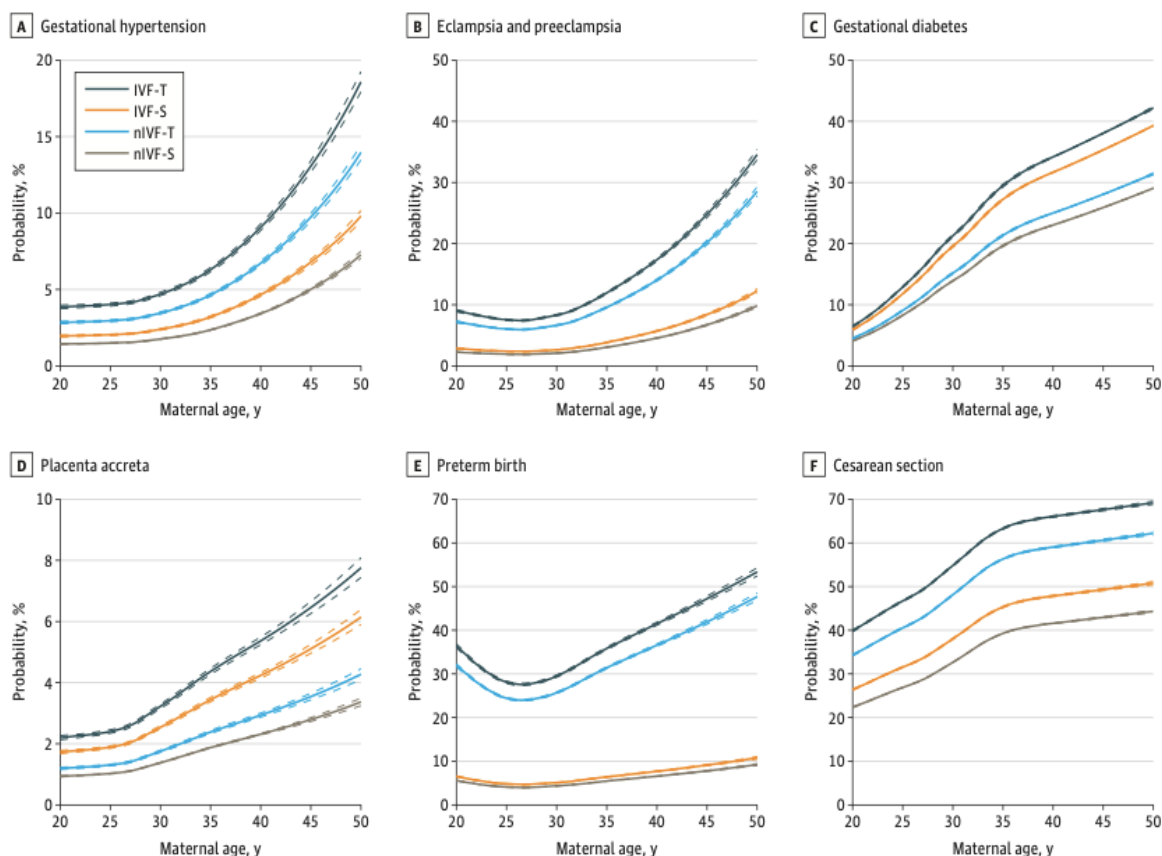 A Gestational hypertension
20
15
10
5
0
Probability, %
IVF-T
IVF-S
nIVF-T
nIVF-S
20 25 30 35 40 45 50
Maternal age, y
B Eclampsia and preeclampsia
50
40
30
20
10
0
Probability, %
20 25 30 35 40 45 50
Maternal age, y
C Gestational diabetes
50
40
30
20
10
0
Probability, %
20 25 30 35 40 45 50
Maternal age, y
D Placenta accreta
10
8
6
4
2
0
Probability, %
20 25 30 35 40 45 50
Maternal age, y
E Preterm birth
70
60
50
40
30
20
10
0
Probability, %
20 25 30 35 40 45 50
Maternal age, y
F Cesarean section
70
60
50
40
30
20
10
0
Probability, %
20 25 30 35 40 45 50
Maternal age, y